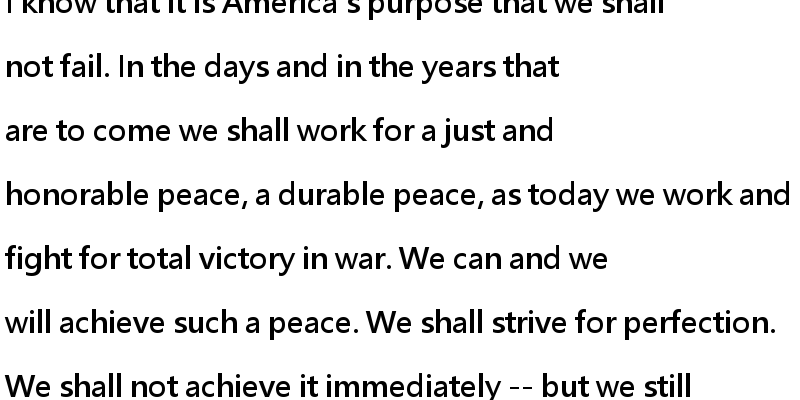 I know that it is America's purpose that we shall
not fail. In the days and in the years that
are to come we shall work for a just and
honorable peace, a durable peace, as today we work and
fight for total victory in war. We can and we
will achieve such a peace. We shall strive for perfection.
We shall not achieve it immediately -- but we still